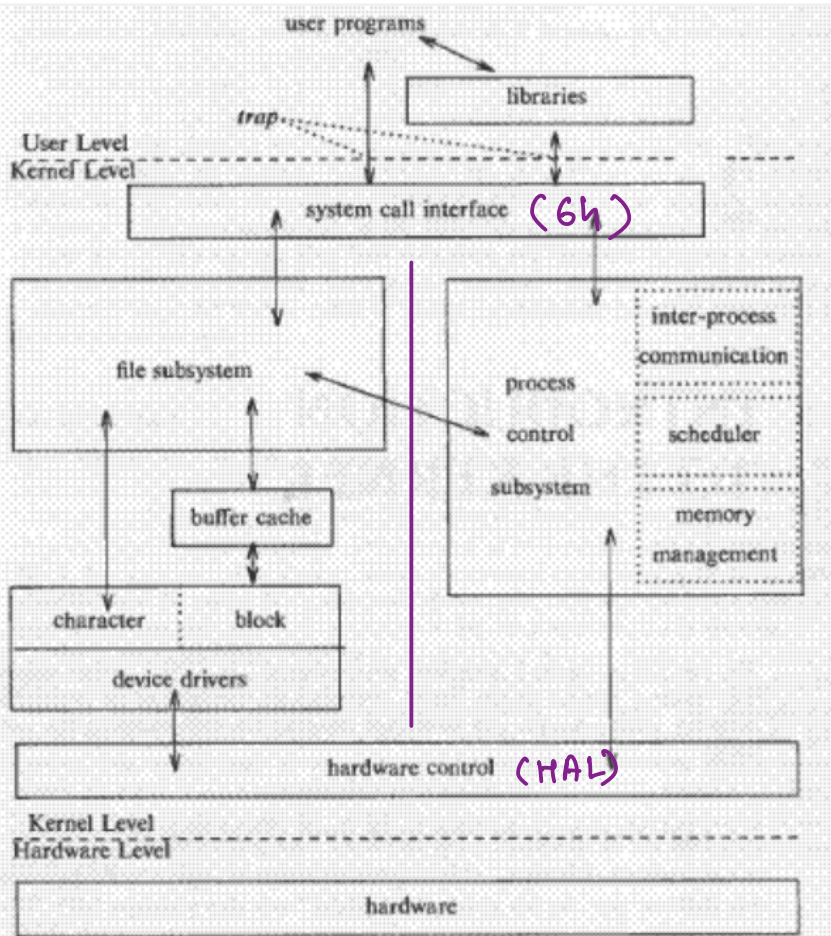 user programs
libraries
trap
User Level
Kernel Level
system call interface (64)
file subsystem
inter-process
communication
process
control
subsystem
scheduler
memory
management
buffer cache
character block
device drivers
hardware control (HAL)
Kernel Level
Hardware Level
hardware